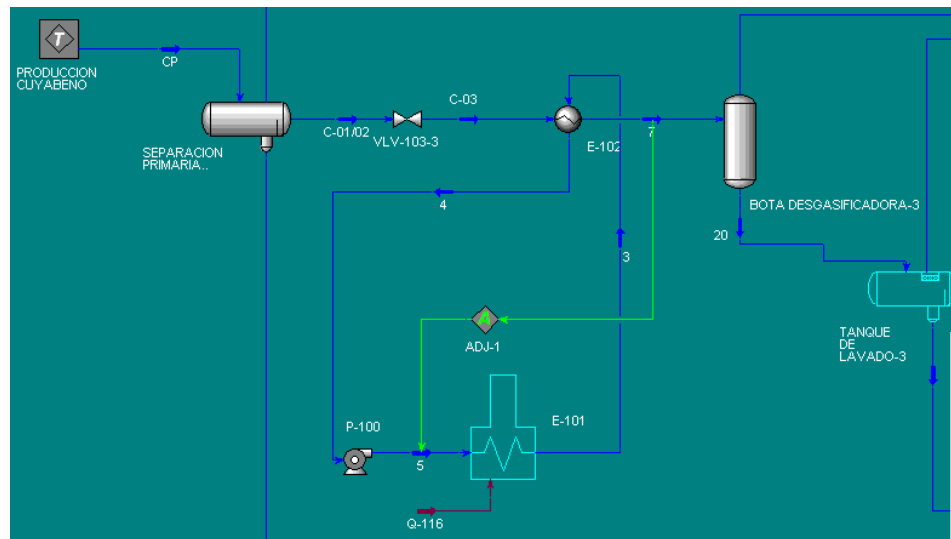 T
PRODUCCION
CUYABENO
CP
SEPARACION
PRIMARIA..
C-01/02
VLV-103-3
C-03
E-102
7
BOTA DESGASIFICADORA-3
4
20
3
TANQUE
DE
LAVADO-3
A
ADJ-1
P-100
5
E-101
Q-116